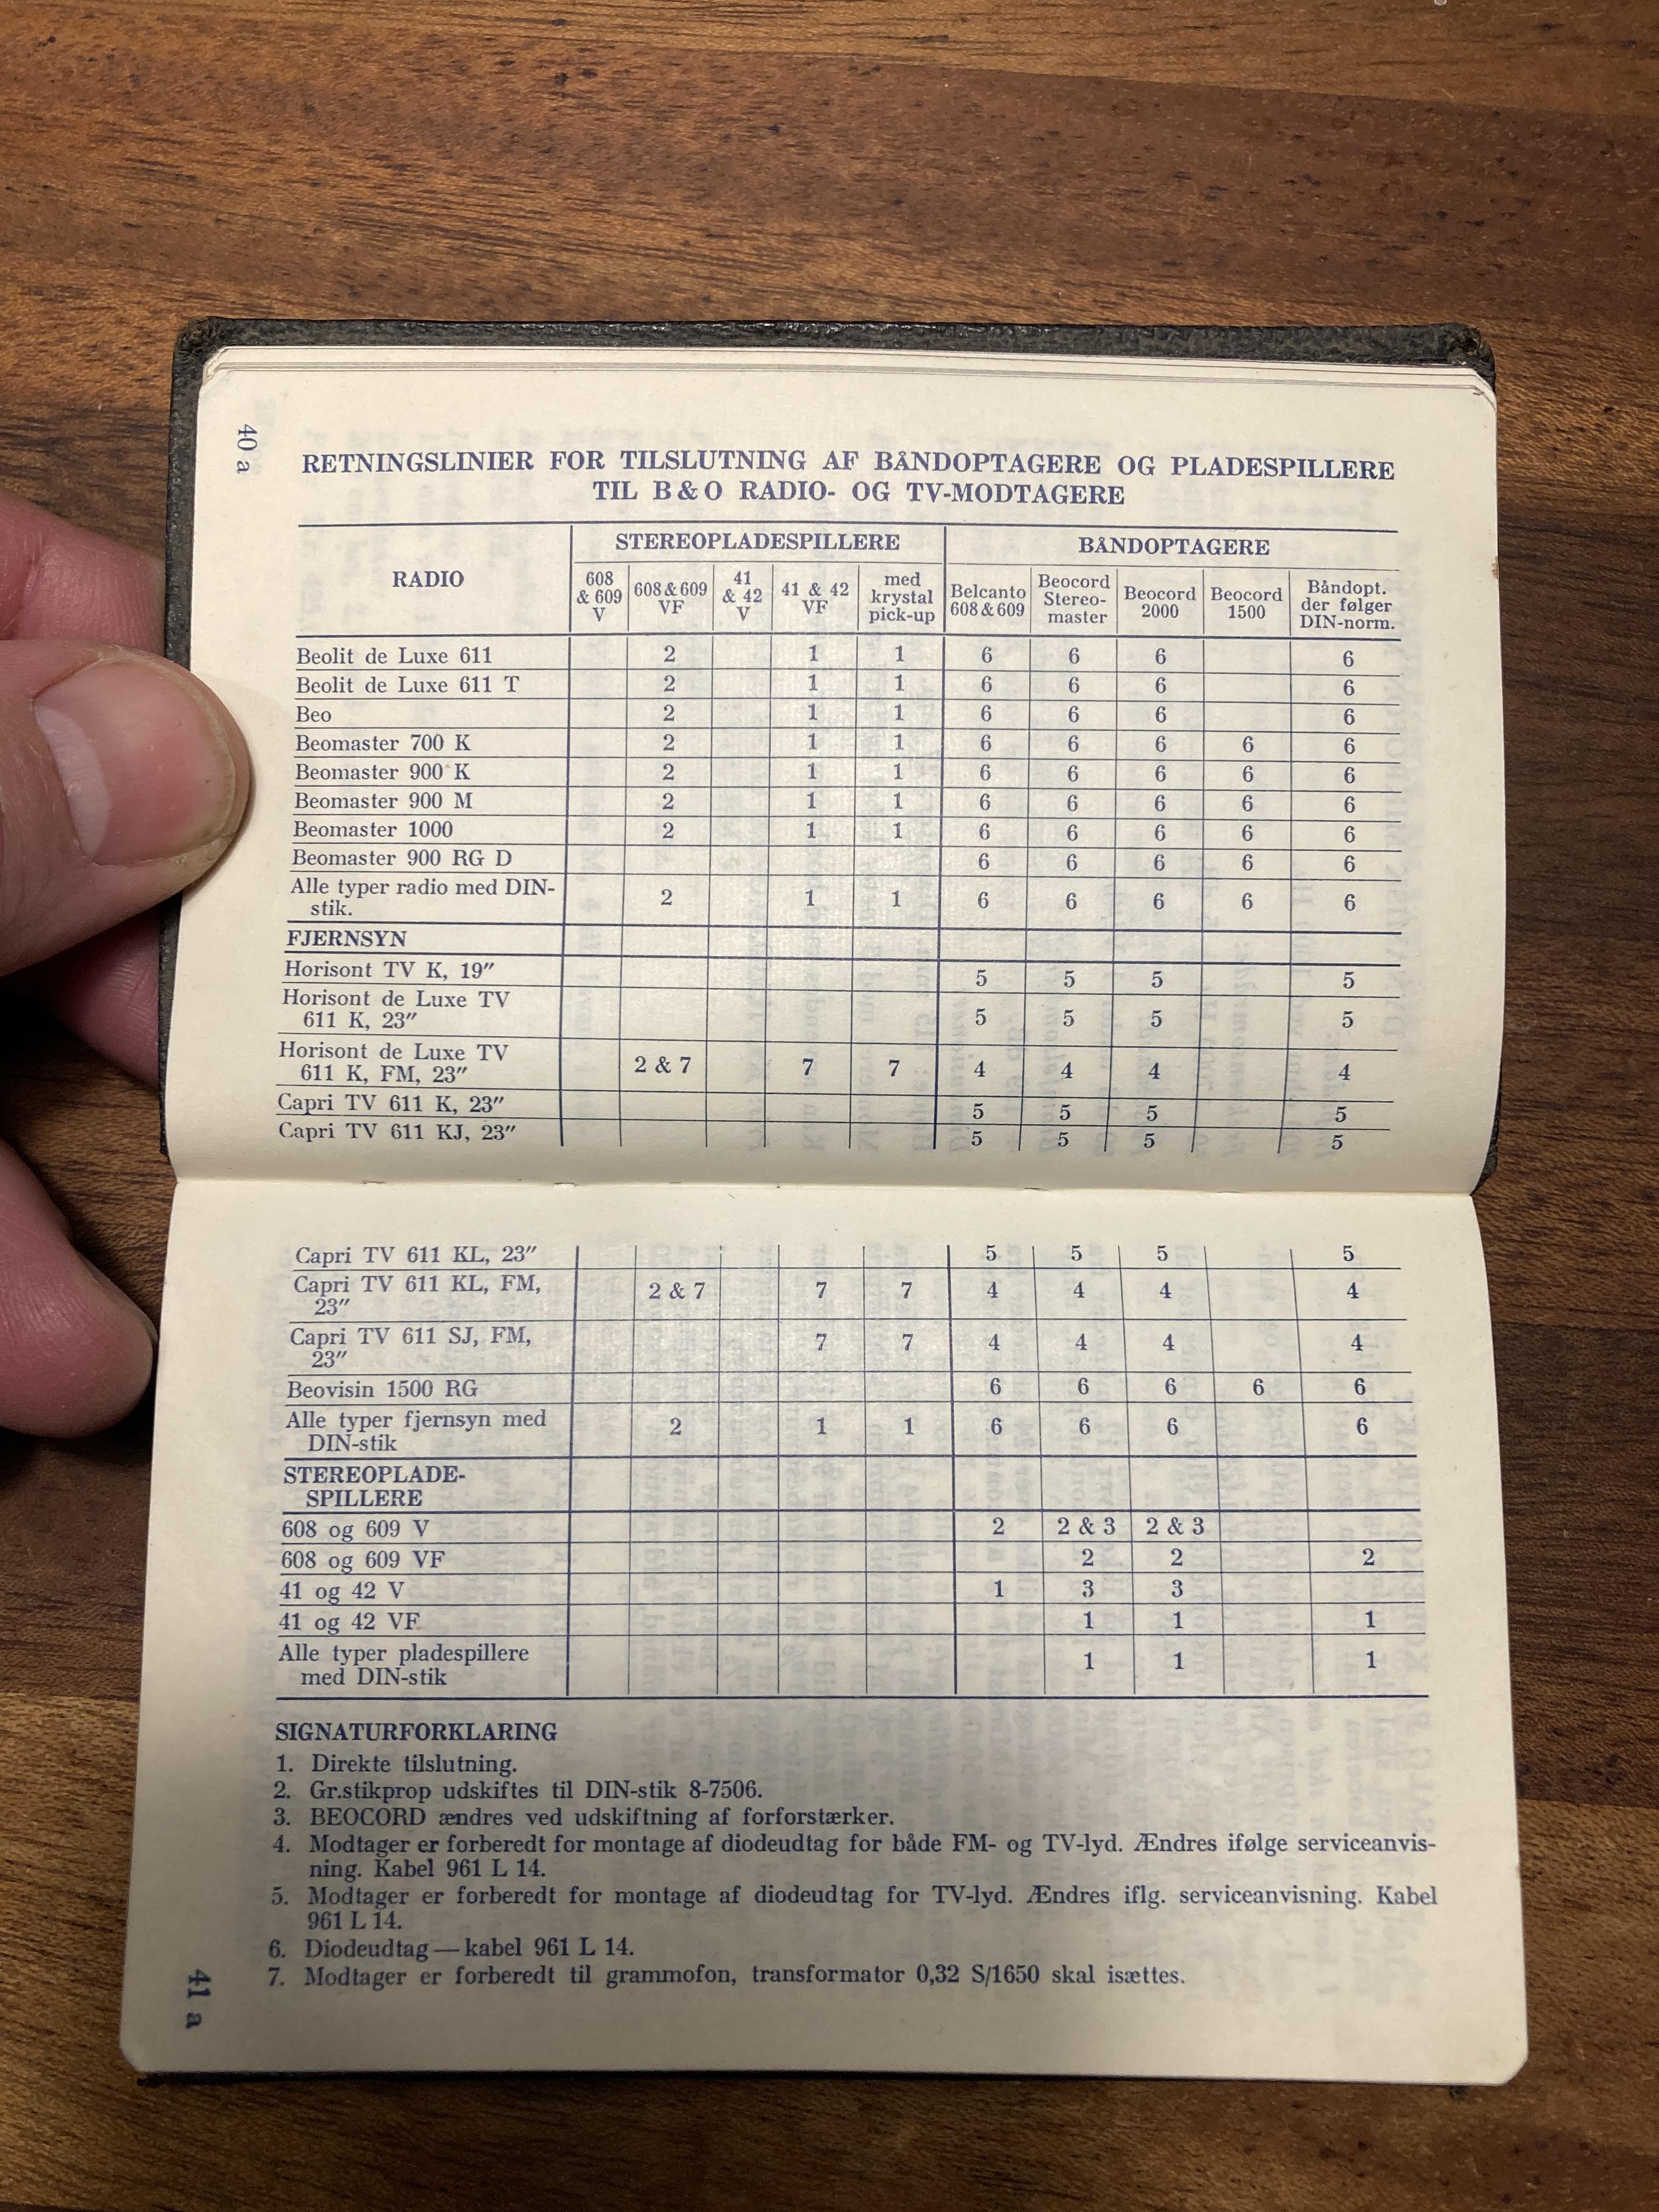 40 a
RETNINGSLINIER FOR TILSLUTNING AF BÅNDOPTAGERE OG PLADESPILLERE
TIL B & O RADIO- OG TV-MODTAGERE
RADIO
STEREOPLADESPILLERE
BÅNDOPTAGERE
608 & 609 V
608 & 609 VF
41 & 42 V
41 & 42 VF
med krystal pick-up
Belcanto 608 & 609
Beocord Stereo-master
Beocord 2000
Beocord 1500
Båndopt. der følger DIN-norm.
Beolit de Luxe 611 2 1 1 6 6 6 6
Beolit de Luxe 611 T 2 1 1 6 6 6 6
Beo 2 1 1 6 6 6 6
Beomaster 700 K 2 1 1 6 6 6 6 6
Beomaster 900 K 2 1 1 6 6 6 6 6
Beomaster 900 M 2 1 1 6 6 6 6 6
Beomaster 1000 2 1 1 6 6 6 6 6
Beomaster 900 RG D 6 6 6 6 6
Alle typer radio med DIN-
stik. 2 1 1 6 6 6 6 6
FJERNSYN
Horisont TV K, 19″ 5 5 5 5
Horisont de Luxe TV
611 K, 23″ 5 5 5 5
Horisont de Luxe TV
611 K, FM, 23″ 2 & 7 7 7 4 4 4 4
Capri TV 611 K, 23″ 5 5 5 5
Capri TV 611 KJ, 23″ 5 5 5 5
Capri TV 611 KL, 23″ 5 5 5 5
Capri TV 611 KL, FM,
23″ 2 & 7 7 7 4 4 4 4
Capri TV 611 SJ, FM,
23″ 7 7 4 4 4 4
Beovisin 1500 RG 6 6 6 6 6
Alle typer fjernsyn med
DIN-stik 2 1 1 6 6 6 6
STEREOPLADE-
SPILLERE
608 og 609 V 2 2 & 3 2 & 3
608 og 609 VF 2 2 2
41 og 42 V 1 3 3
41 og 42 VF 1 1 1
Alle typer pladespillere
med DIN-stik 1 1 1
SIGNATURFORKLARING
1. Direkte tilslutning.
2. Gr.stikprop udskiftes til DIN-stik 8-7506.
3. BEOCORD ændres ved udskiftning af forforstærker.
4. Modtager er forberedt for montage af diodeudtag for både FM- og TV-lyd. Ændres ifølge serviceanvis-
ning. Kabel 961 L 14.
5. Modtager er forberedt for montage af diodeudtag for TV-lyd. Ændres iflg. serviceanvisning. Kabel
961 L 14.
6. Diodeudtag — kabel 961 L 14.
7. Modtager er forberedt til grammofon, transformator 0,32 S/1650 skal isættes.
41 a